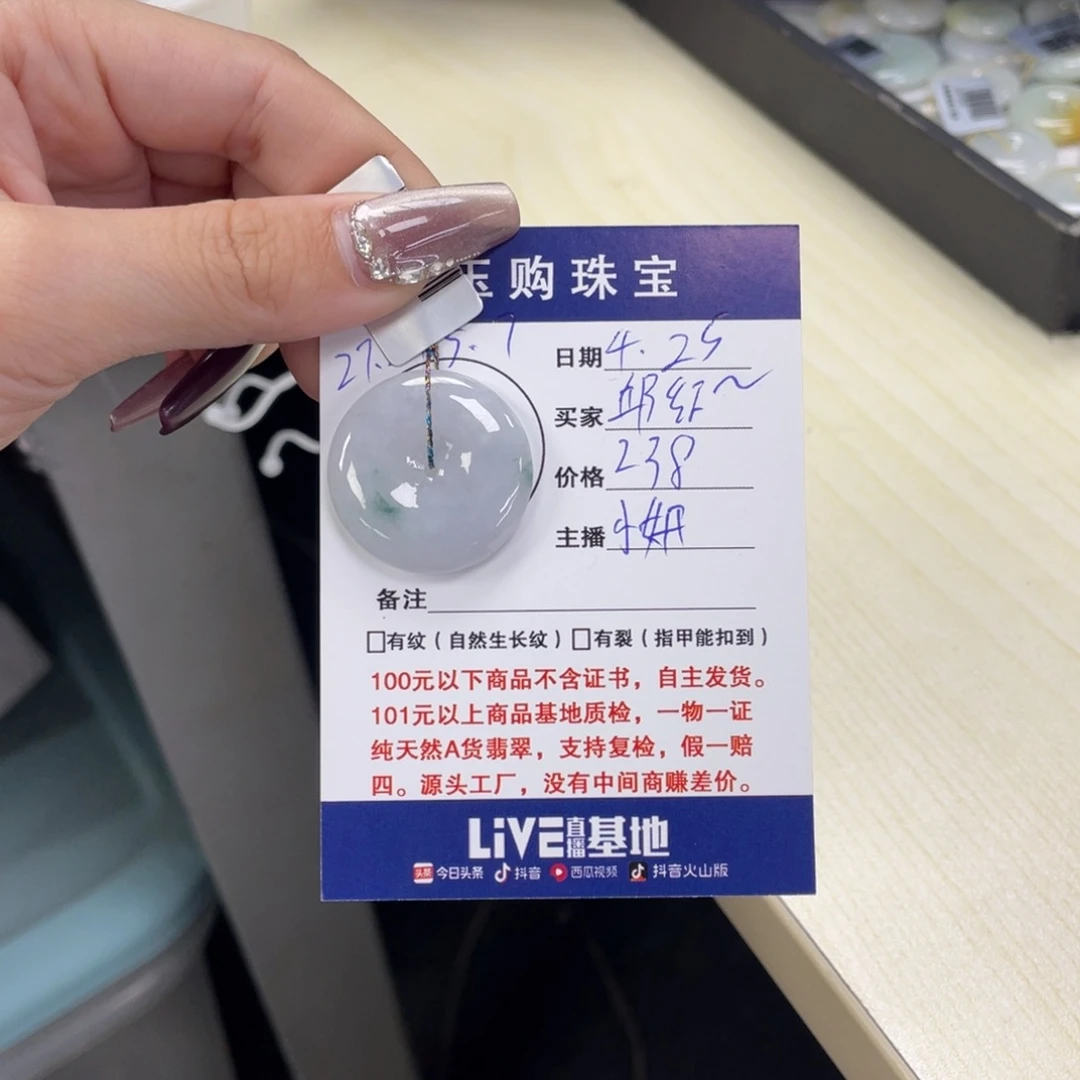 玉购珠宝
日期 4.25
买家
价格 238
主播 小妍
备注
□有纹（自然生长纹）□有裂（指甲能扣到）
100元以下商品不含证书，自主发货。
101元以上商品基地质检，一物一证
纯天然A货翡翠，支持复检，假一赔
四。源头工厂，没有中间商赚差价。
LiVE直播基地
头条 今日头条 抖音 西瓜视频 抖音火山版